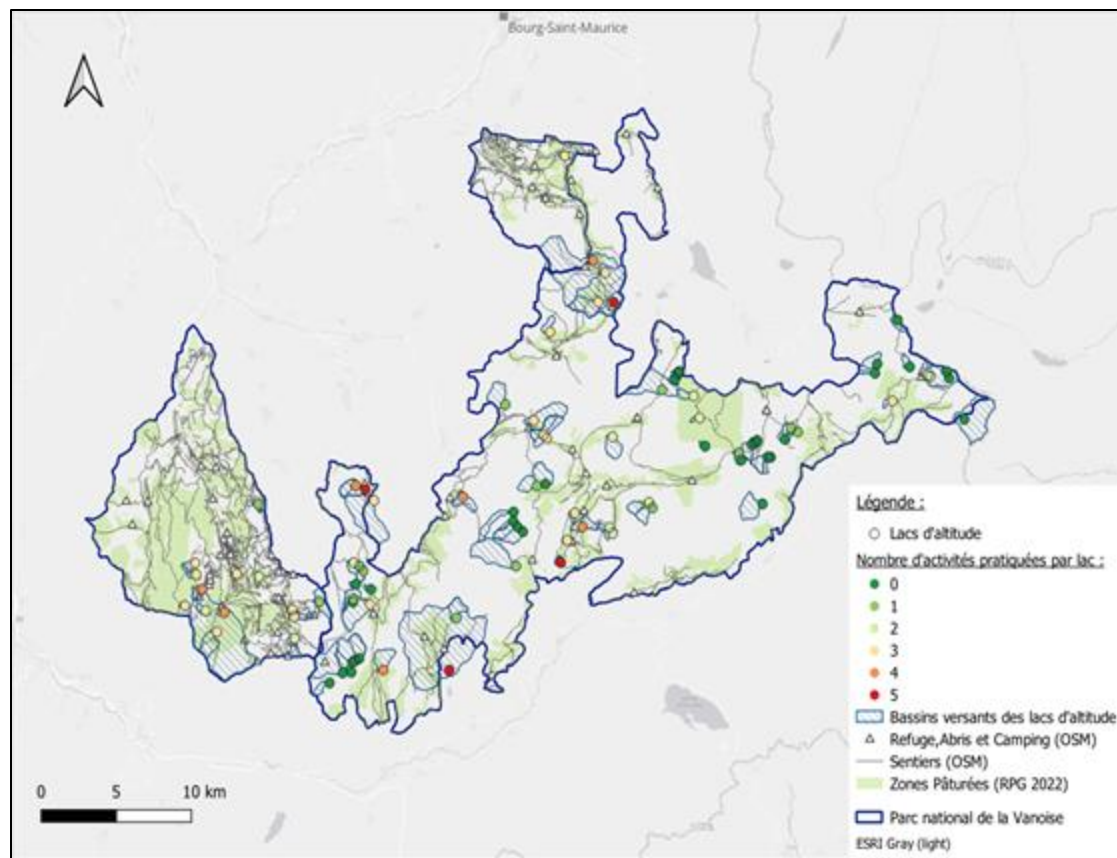 Bourg-Saint-Maurice
Légende :
Lacs d'altitude
Nombre d'activités pratiquées par lac :
0
1
2
3
4
5
Bassins versants des lacs d'altitude
Refuge,Abris et Camping (OSM)
Sentiers (OSM)
Zones Pâturées (RPG 2022)
Parc national de la Vanoise
ESRI Gray (light)
0 5 10 km